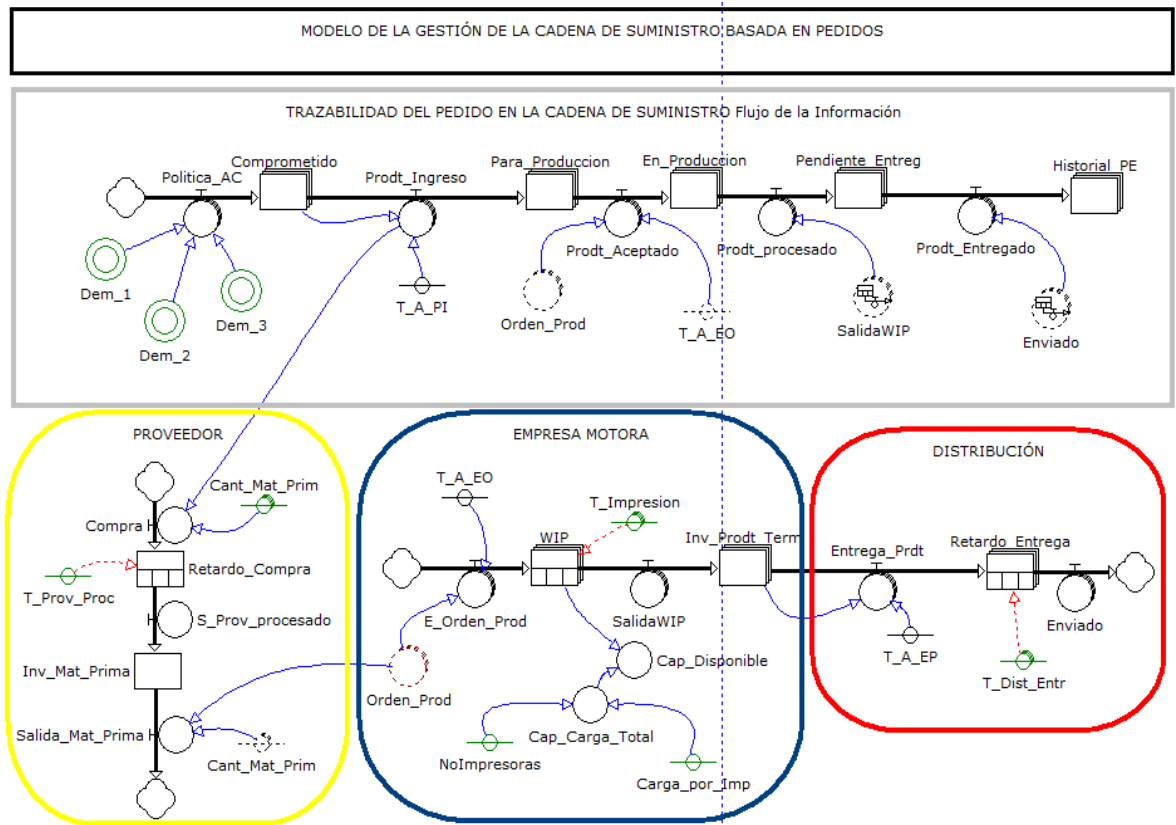 MODELO DE LA GESTIÓN DE LA CADENA DE SUMINISTRO BASADA EN PEDIDOS
TRAZABILIDAD DEL PEDIDO EN LA CADENA DE SUMINISTRO Flujo de la Información
Politica_AC
Comprometido
Prodt_Ingreso
Para_Produccion
En_Produccion
Pendiente_Entreg
Historial_PE
Prodt_Aceptado
Prodt_procesado
Prodt_Entregado
Dem_1
Dem_2
Dem_3
T_A_PI
Orden_Prod
T_A_EO
SalidaWIP
Enviado
PROVEEDOR
Cant_Mat_Prim
Compra
Retardo_Compra
T_Prov_Proc
S_Prov_procesado
Inv_Mat_Prima
Salida_Mat_Prima
Cant_Mat_Prim
EMPRESA MOTORA
T_A_EO
T_Impresion
WIP
Inv_Prodt_Term
E_Orden_Prod
SalidaWIP
Cap_Disponible
Orden_Prod
Cap_Carga_Total
NoImpresoras
Carga_por_Imp
DISTRIBUCIÓN
Entrega_Prdt
Retardo_Entrega
Enviado
T_A_EP
T_Dist_Entr